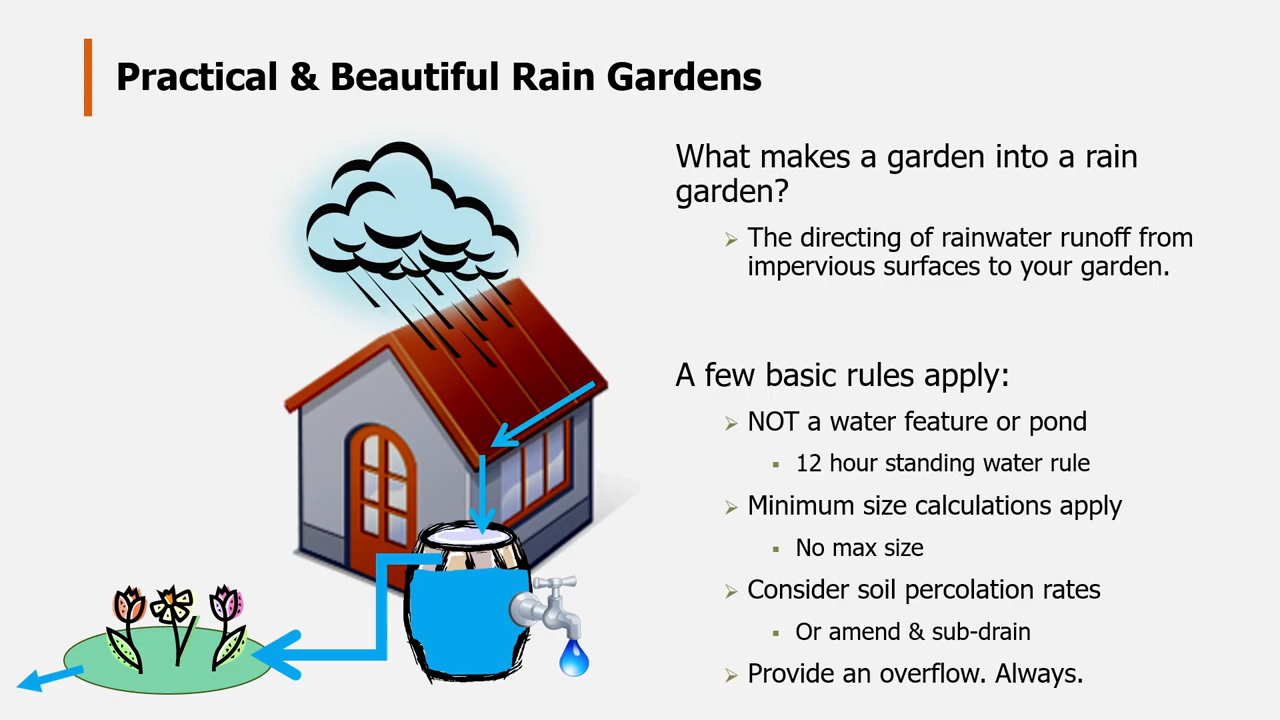 Practical & Beautiful Rain Gardens
What makes a garden into a rain
garden?
The directing of rainwater runoff from
impervious surfaces to your garden.
A few basic rules apply:
NOT a water feature or pond
12 hour standing water rule
Minimum size calculations apply
No max size
Consider soil percolation rates
Or amend & sub-drain
Provide an overflow. Always.